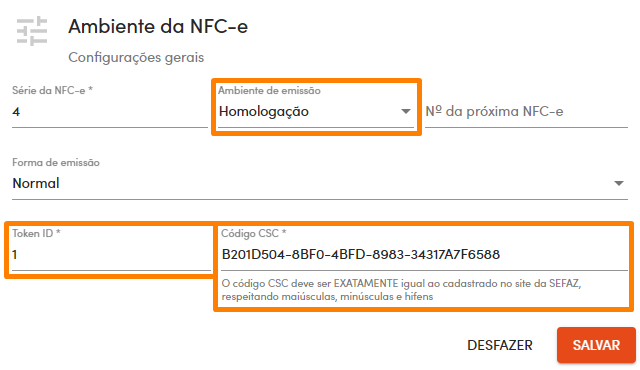 Ambiente da NFC-e
Configurações gerais
Série da NFC-e *
Ambiente de emissão
4
Homologação
Nº da próxima NFC-e
Forma de emissão
Normal
Token ID *
Código CSC *
1
B201D504-8BF0-4BFD-8983-34317A7F6588
O código CSC deve ser EXATAMENTE igual ao cadastrado no site da SEFAZ,
respeitando maiúsculas, minúsculas e hifens
DESFAZER
SALVAR